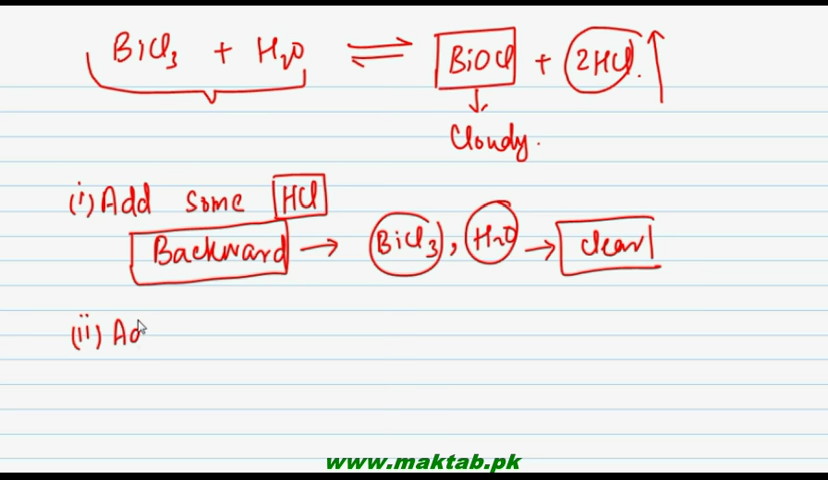 BiCl₃ + H₂O ⇌ BiOCl + 2HCl. ↑
↓
Cloudy.
(i) Add some HCl
Backward → BiCl₃, H₂O → clear
(ii) Ad
www.maktab.pk